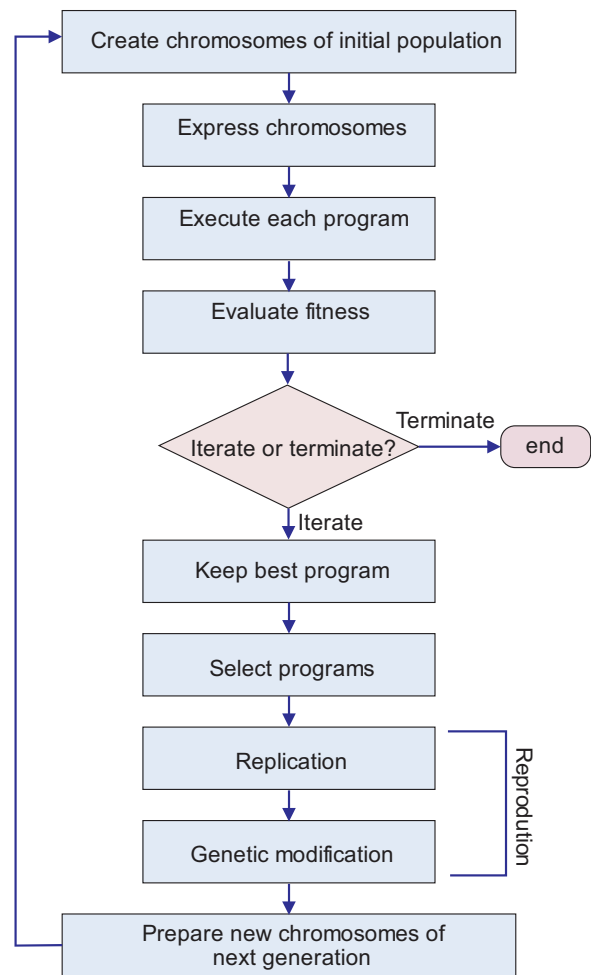 Create chromosomes of initial population
Express chromosomes
Execute each program
Evaluate fitness
Iterate or terminate?
Terminate
end
Iterate
Keep best program
Select programs
Replication
Genetic modification
Reprodution
Prepare new chromosomes of
next generation